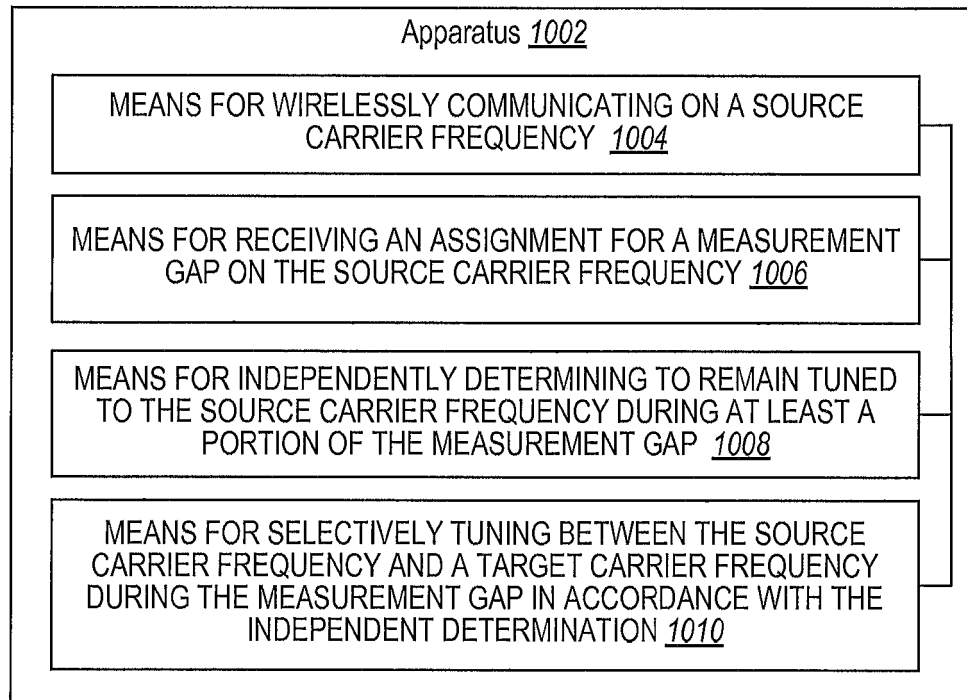 Apparatus 1002
MEANS FOR WIRELESSLY COMMUNICATING ON A SOURCE
CARRIER FREQUENCY 1004
MEANS FOR RECEIVING AN ASSIGNMENT FOR A MEASUREMENT
GAP ON THE SOURCE CARRIER FREQUENCY 1006
MEANS FOR INDEPENDENTLY DETERMINING TO REMAIN TUNED
TO THE SOURCE CARRIER FREQUENCY DURING AT LEAST A
PORTION OF THE MEASUREMENT GAP 1008
MEANS FOR SELECTIVELY TUNING BETWEEN THE SOURCE
CARRIER FREQUENCY AND A TARGET CARRIER FREQUENCY
DURING THE MEASUREMENT GAP IN ACCORDANCE WITH THE
INDEPENDENT DETERMINATION 1010